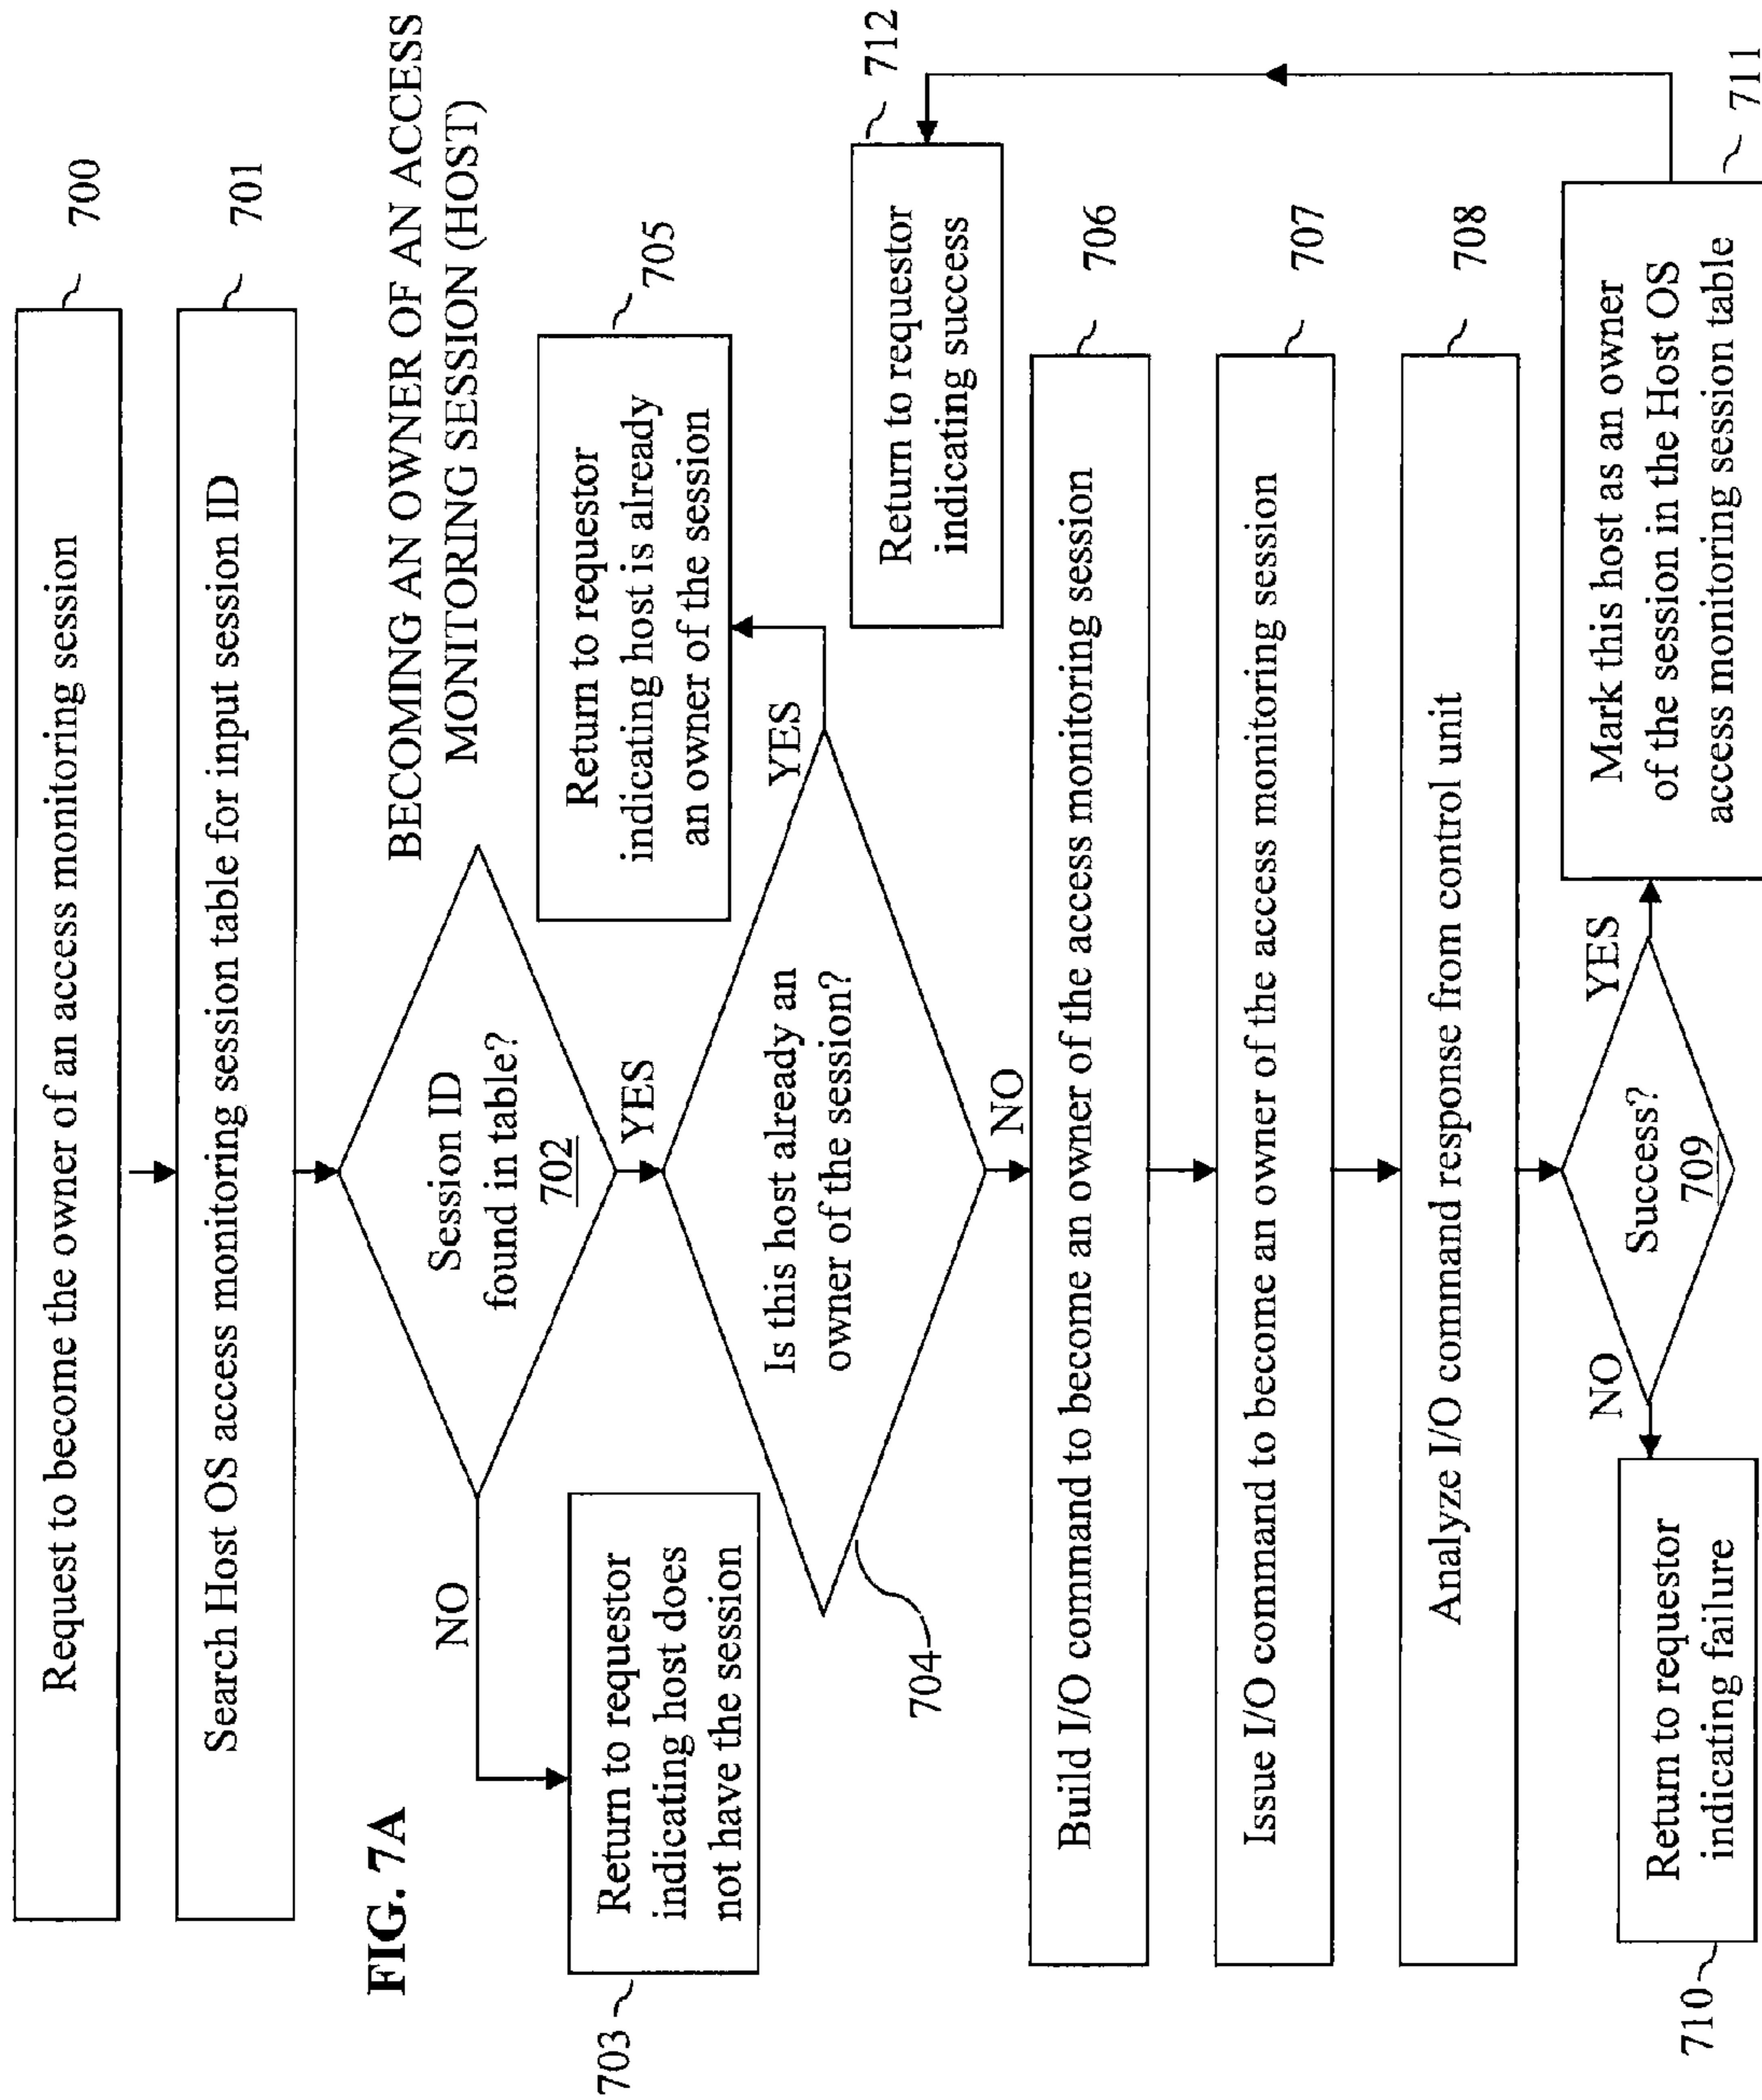 Request to become the owner of an access monitoring session
700
Search Host OS access monitoring session table for input session ID
701
FIG. 7A
BECOMING AN OWNER OF AN ACCESS
MONITORING SESSION (HOST)
Session ID
found in table?
702
NO
YES
Return to requestor
indicating host does
not have the session
703
Is this host already an
owner of the session?
704
YES
NO
Return to requestor
indicating host is already
an owner of the session
705
Build I/O command to become an owner of the access monitoring session
706
Issue I/O command to become an owner of the access monitoring session
707
Analyze I/O command response from control unit
708
Success?
709
NO
YES
Return to requestor
indicating failure
710
Mark this host as an owner
of the session in the Host OS
access monitoring session table
711
Return to requestor
indicating success
712